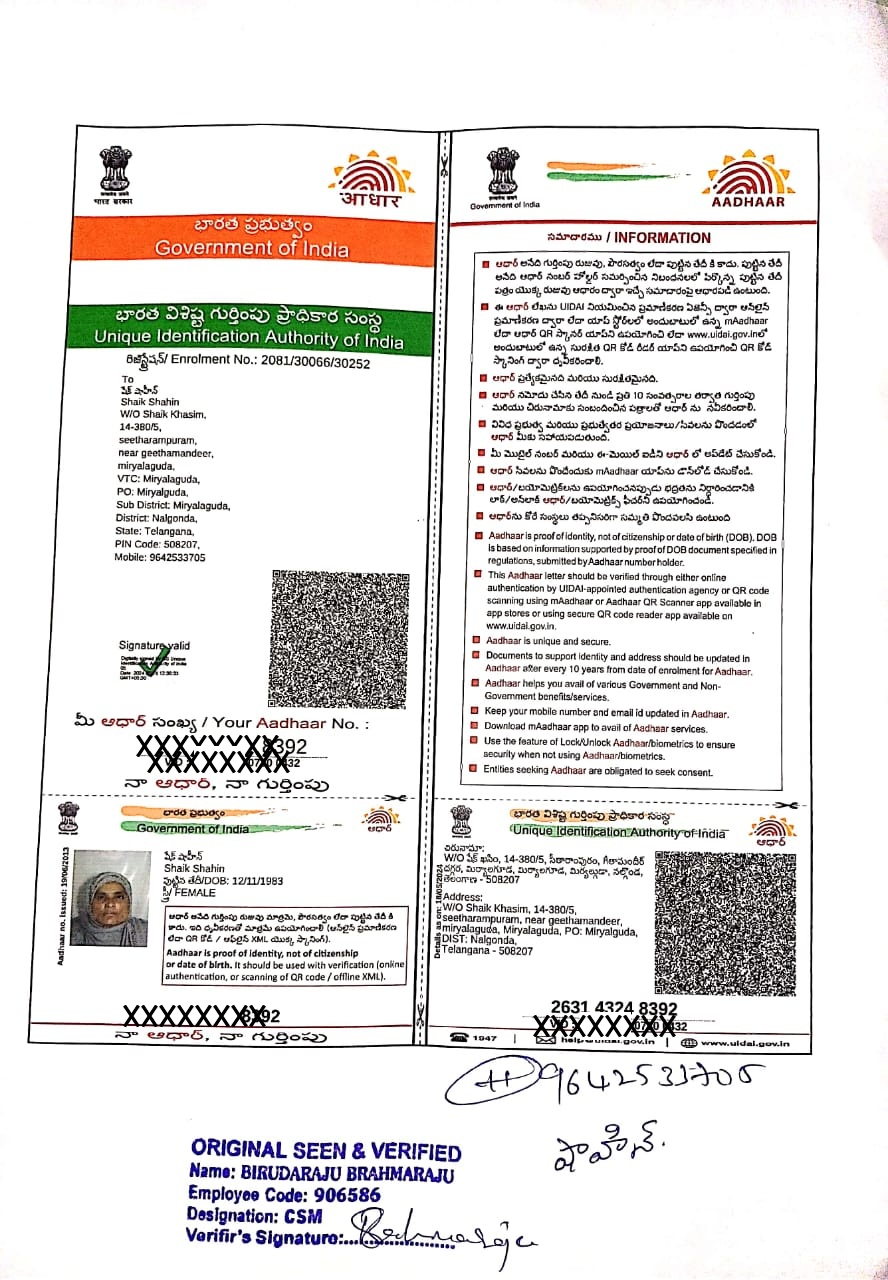 भारत सरकार
आधार
భారత ప్రభుత్వం
Government of India
భారత విశిష్ట గుర్తింపు ప్రాధికార సంస్థ
Unique Identification Authority of India
రిజిస్ట్రేషన్/ Enrolment No.: 2081/30066/30252
To
షేక్ షాహీన్
Shaik Shahin
W/O Shaik Khasim,
14-380/5,
seetharampuram,
near geethamandeer,
miryalaguda,
VTC: Miryalaguda,
PO: Miryalguda,
Sub District: Miryalaguda,
District: Nalgonda,
State: Telangana,
PIN Code: 508207,
Mobile: 9642533705
Signature valid
మీ ఆధార్ సంఖ్య / Your Aadhaar No. :
8392
నా ఆధార్, నా గుర్తింపు
భారత ప్రభుత్వం
Government of India
ఆధార్
Aadhaar no. issued: 19/06/2013
షేక్ షాహీన్
Shaik Shahin
పుట్టిన తేదీ/DOB: 12/11/1983
స్త్రీ/ FEMALE
ఆధార్ అనేది గుర్తింపు రుజువు మాత్రమే, పౌరసత్వం లేదా పుట్టిన తేదీ కి
కాదు. ఇది ధృవీకరణతో మాత్రమే ఉపయోగించాలి (ఆన్‌లైన్ ప్రమాణీకరణ
లేదా QR కోడ్ / ఆఫ్‌లైన్ XML యొక్క స్కానింగ్).
Aadhaar is proof of identity, not of citizenship
or date of birth. It should be used with verification (online
authentication, or scanning of QR code / offline XML).
నా ఆధార్, నా గుర్తింపు
Government of India
AADHAAR
సమాచారము / INFORMATION
ఆధార్ అనేది గుర్తింపు రుజువు, పౌరసత్వం లేదా పుట్టిన తేదీ కి కాదు. పుట్టిన తేదీ
అనేది ఆధార్ నంబర్ హోల్డర్ సమర్పించిన నిబంధనలలో పేర్కొన్న పుట్టిన తేదీ
పత్రం యొక్క రుజువు ఆధారం ద్వారా ఇచ్చే సమాచారంపై ఆధారపడి ఉంటుంది.
ఈ ఆధార్ లేఖను UIDAI నియమించిన ప్రమాణీకరణ ఏజెన్సీ ద్వారా ఆన్‌లైన్
ప్రమాణీకరణ ద్వారా లేదా యాప్ స్టోర్‌లలో అందుబాటులో ఉన్న mAadhaar
లేదా ఆధార్ QR స్కానర్ యాప్‌ని ఉపయోగించి లేదా www.uidai.gov.inలో
అందుబాటులో ఉన్న సురక్షిత QR కోడ్ రీడర్ యాప్‌ని ఉపయోగించి QR కోడ్
స్కానింగ్ ద్వారా ధృవీకరించాలి.
ఆధార్ ప్రత్యేకమైనది మరియు సురక్షితమైనది.
ఆధార్ నమోదు చేసిన తేదీ నుండి ప్రతి 10 సంవత్సరాల తర్వాత గుర్తింపు
మరియు చిరునామాకు సంబంధించిన పత్రాలతో ఆధార్ ను నవీకరించాలి.
వివిధ ప్రభుత్వ మరియు ప్రభుత్వేతర ప్రయోజనాలు/సేవలను పొందడంలో
ఆధార్ మీకు సహాయపడుతుంది.
మీ మొబైల్ నంబర్ మరియు ఈ-మెయిల్ ఐడీని ఆధార్ లో అప్‌డేట్ చేసుకోండి.
ఆధార్ సేవలను పొందేందుకు mAadhaar యాప్‌ను డౌన్‌లోడ్ చేసుకోండి.
ఆధార్/బయోమెట్రిక్‌లను ఉపయోగించనప్పుడు భద్రతను నిర్ధారించడానికి
లాక్/అన్‌లాక్ ఆధార్/బయోమెట్రిక్స్ ఫీచర్‌ని ఉపయోగించండి.
ఆధార్‌ను కోరే సంస్థలు తప్పనిసరిగా సమ్మతి పొందవలసి ఉంటుంది
Aadhaar is proof of identity, not of citizenship or date of birth (DOB). DOB
is based on information supported by proof of DOB document specified in
regulations, submitted by Aadhaar number holder.
This Aadhaar letter should be verified through either online
authentication by UIDAI-appointed authentication agency or QR code
scanning using mAadhaar or Aadhaar QR Scanner app available in
app stores or using secure QR code reader app available on
www.uidai.gov.in.
Aadhaar is unique and secure.
Documents to support identity and address should be updated in
Aadhaar after every 10 years from date of enrolment for Aadhaar.
Aadhaar helps you avail of various Government and Non-
Government benefits/services.
Keep your mobile number and email id updated in Aadhaar.
Download mAadhaar app to avail of Aadhaar services.
Use the feature of Lock/Unlock Aadhaar/biometrics to ensure
security when not using Aadhaar/biometrics.
Entities seeking Aadhaar are obligated to seek consent.
భారత విశిష్ట గుర్తింపు ప్రాధికార సంస్థ
Unique Identification Authority of India
ఆధార్
Details as on: 18/05/2024
చిరునామా:
W/O షేక్ ఖసిం, 14-380/5, సీతారాంపురం, గీతామందీర్
దగ్గర, మిర్యాలగూడ, మిర్యాలగూడ, మిర్యల్గుడా, నల్గొండ,
తెలంగాణ - 508207
Address:
W/O Shaik Khasim, 14-380/5,
seetharampuram, near geethamandeer,
miryalaguda, Miryalaguda, PO: Miryalguda,
DIST: Nalgonda,
Telangana - 508207
2631 4324 8392
1947 | help@uidai.gov.in | www.uidai.gov.in
9642533705
షాహిన్.
ORIGINAL SEEN & VERIFIED
Name: BIRUDARAJU BRAHMARAJU
Employee Code: 906586
Designation: CSM
Verifir's Signature: